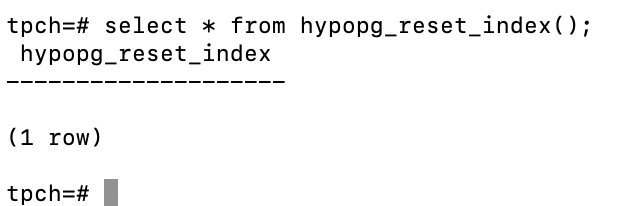 tpch=# select * from hypopg_reset_index();
 hypopg_reset_index
--------------------

(1 row)

tpch=#